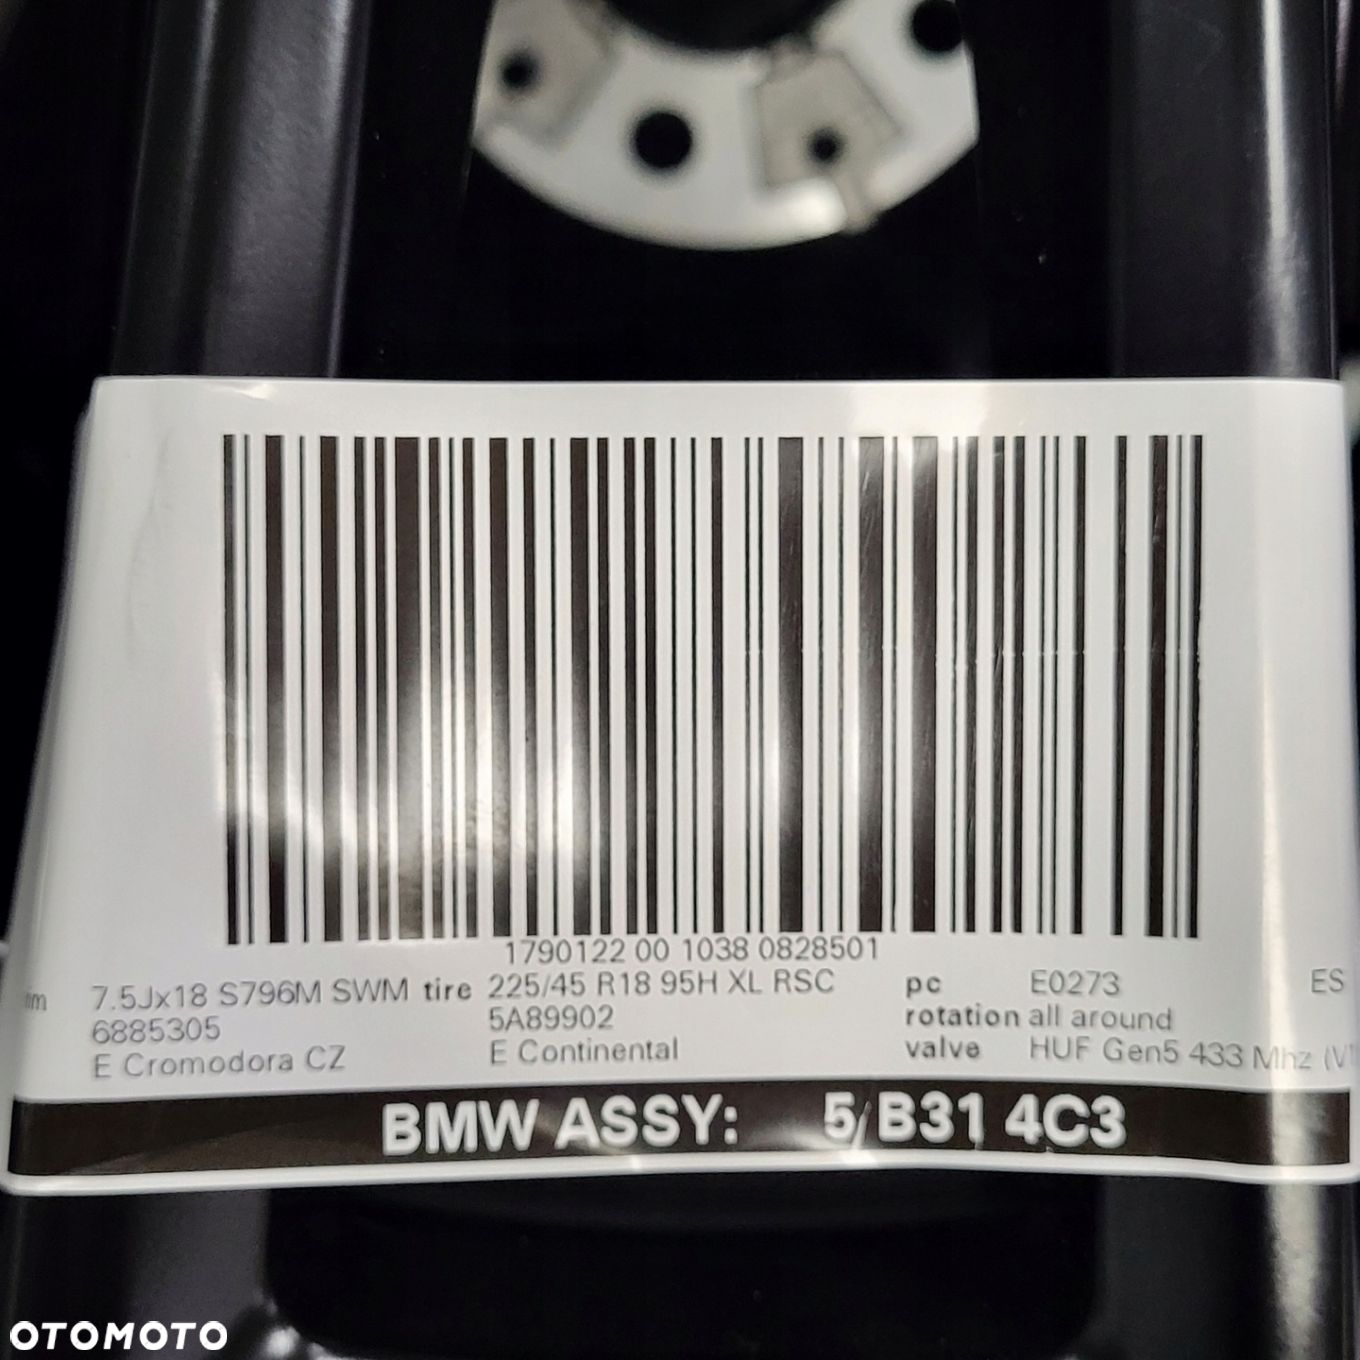 1790122 00 1038 0828501
7.5Jx18 S796M SWM tire 225/45 R18 95H XL RSC pc E0273 ES
6885305 5A89902 rotation all around
E Cromodora CZ E Continental valve HUF Gen5 433 Mhz
BMW ASSY: 5 B31 4C3
OTOMOTO